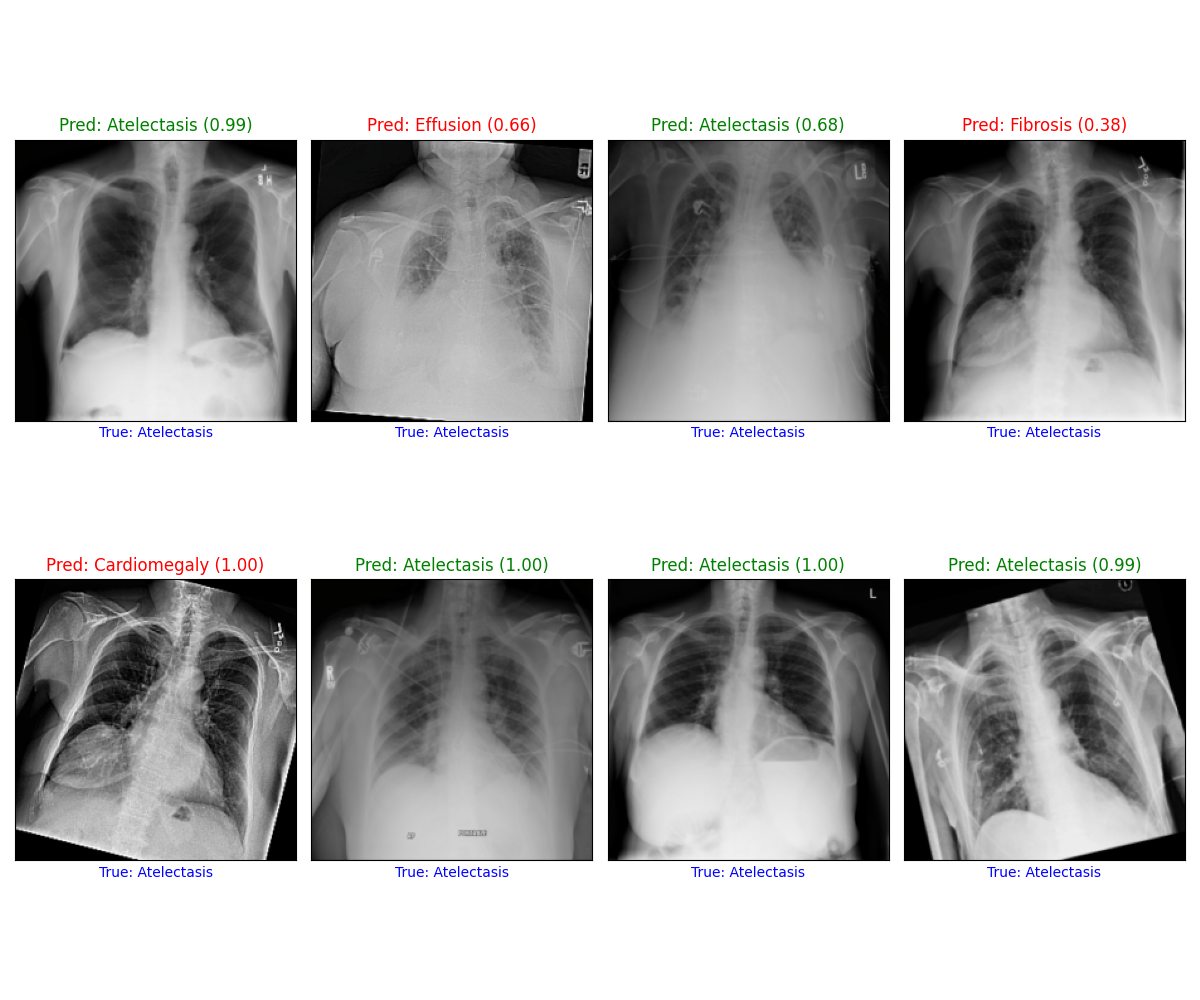 Pred: Atelectasis (0.99)
Pred: Effusion (0.66)
Pred: Atelectasis (0.68)
Pred: Fibrosis (0.38)
True: Atelectasis
True: Atelectasis
True: Atelectasis
True: Atelectasis
Pred: Cardiomegaly (1.00)
Pred: Atelectasis (1.00)
Pred: Atelectasis (1.00)
Pred: Atelectasis (0.99)
L
True: Atelectasis
True: Atelectasis
True: Atelectasis
True: Atelectasis